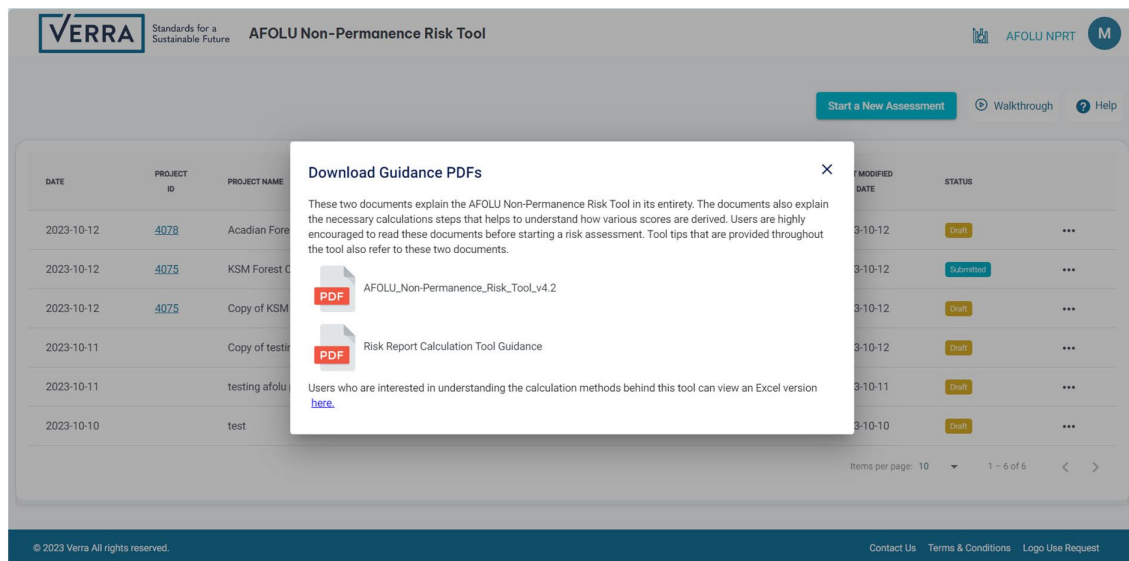 VERRA
Standards for a
Sustainable Future
AFOLU Non-Permanence Risk Tool
AFOLU NPRT
M
Start a New Assessment
Walkthrough
Help
DATE
PROJECT
ID
PROJECT NAME
MODIFIED
DATE
STATUS
Download Guidance PDFs
These two documents explain the AFOLU Non-Permanence Risk Tool in its entirety. The documents also explain
the necessary calculations steps that helps to understand how various scores are derived. Users are highly
encouraged to read these documents before starting a risk assessment. Tool tips that are provided throughout
the tool also refer to these two documents.
PDF
AFOLU_Non-Permanence_Risk_Tool_v4.2
PDF
Risk Report Calculation Tool Guidance
Users who are interested in understanding the calculation methods behind this tool can view an Excel version
here.
2023-10-12 4078 Acadian Fore 3-10-12 Draft
2023-10-12 4075 KSM Forest C 3-10-12 Submitted
2023-10-12 4075 Copy of KSM 3-10-12 Draft
2023-10-11 Copy of testin 3-10-12 Draft
2023-10-11 testing afolu 3-10-11 Draft
2023-10-10 test 3-10-10 Draft
Items per page: 10 1 – 6 of 6
© 2023 Verra All rights reserved.
Contact Us Terms & Conditions Logo Use Request